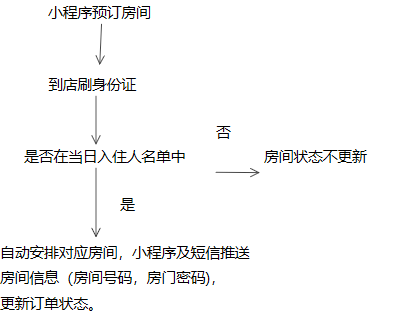 小程序预订房间
到店刷身份证
否
是否在当日入住人名单中
房间状态不更新
是
自动安排对应房间，小程序及短信推送
房间信息（房间号码，房门密码)，
更新订单状态。